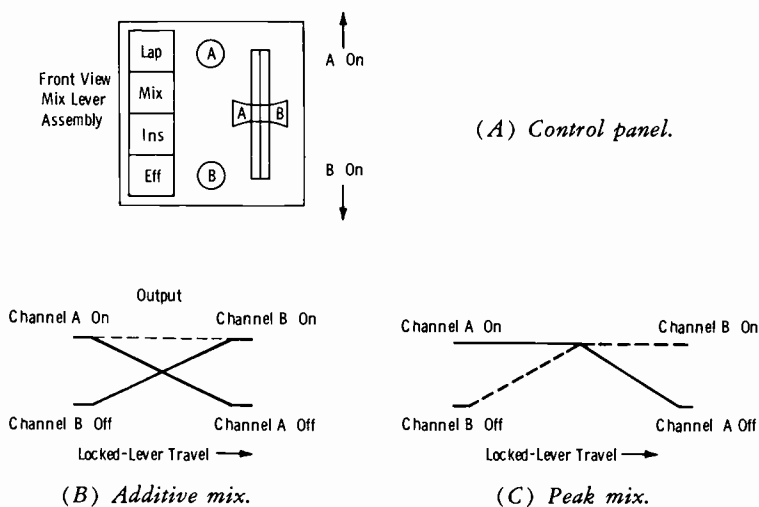 Front View
Mix Lever
Assembly
Lap
Mix
Ins
Eff
A
B
A B
A On
B On
(A) Control panel.
Output
Channel A On
Channel B On
Channel B Off
Channel A Off
Locked-Lever Travel
(B) Additive mix.
Channel A On
Channel B On
Channel B Off
Channel A Off
Locked-Lever Travel
(C) Peak mix.